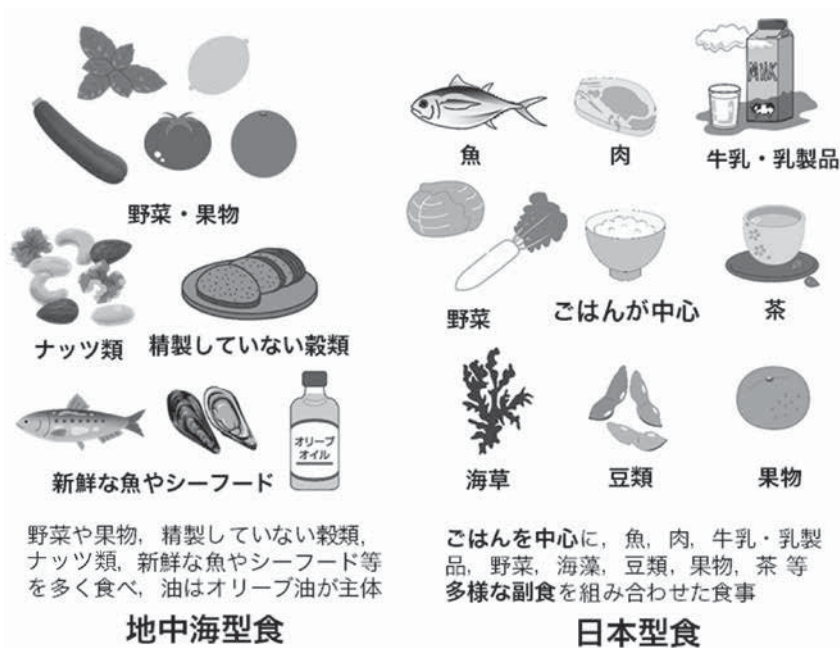 野菜・果物
ナッツ類
精製していない穀類
オリーブ
オイル
新鮮な魚やシーフード
野菜や果物，精製していない穀類，
ナッツ類，新鮮な魚やシーフード等
を多く食べ，油はオリーブ油が主体
地中海型食
魚
肉
MILK
牛乳・乳製品
野菜
ごはんが中心
茶
海草
豆類
果物
ごはんを中心に，魚，肉，牛乳・乳製
品，野菜，海藻，豆類，果物，茶 等
多様な副食を組み合わせた食事
日本型食